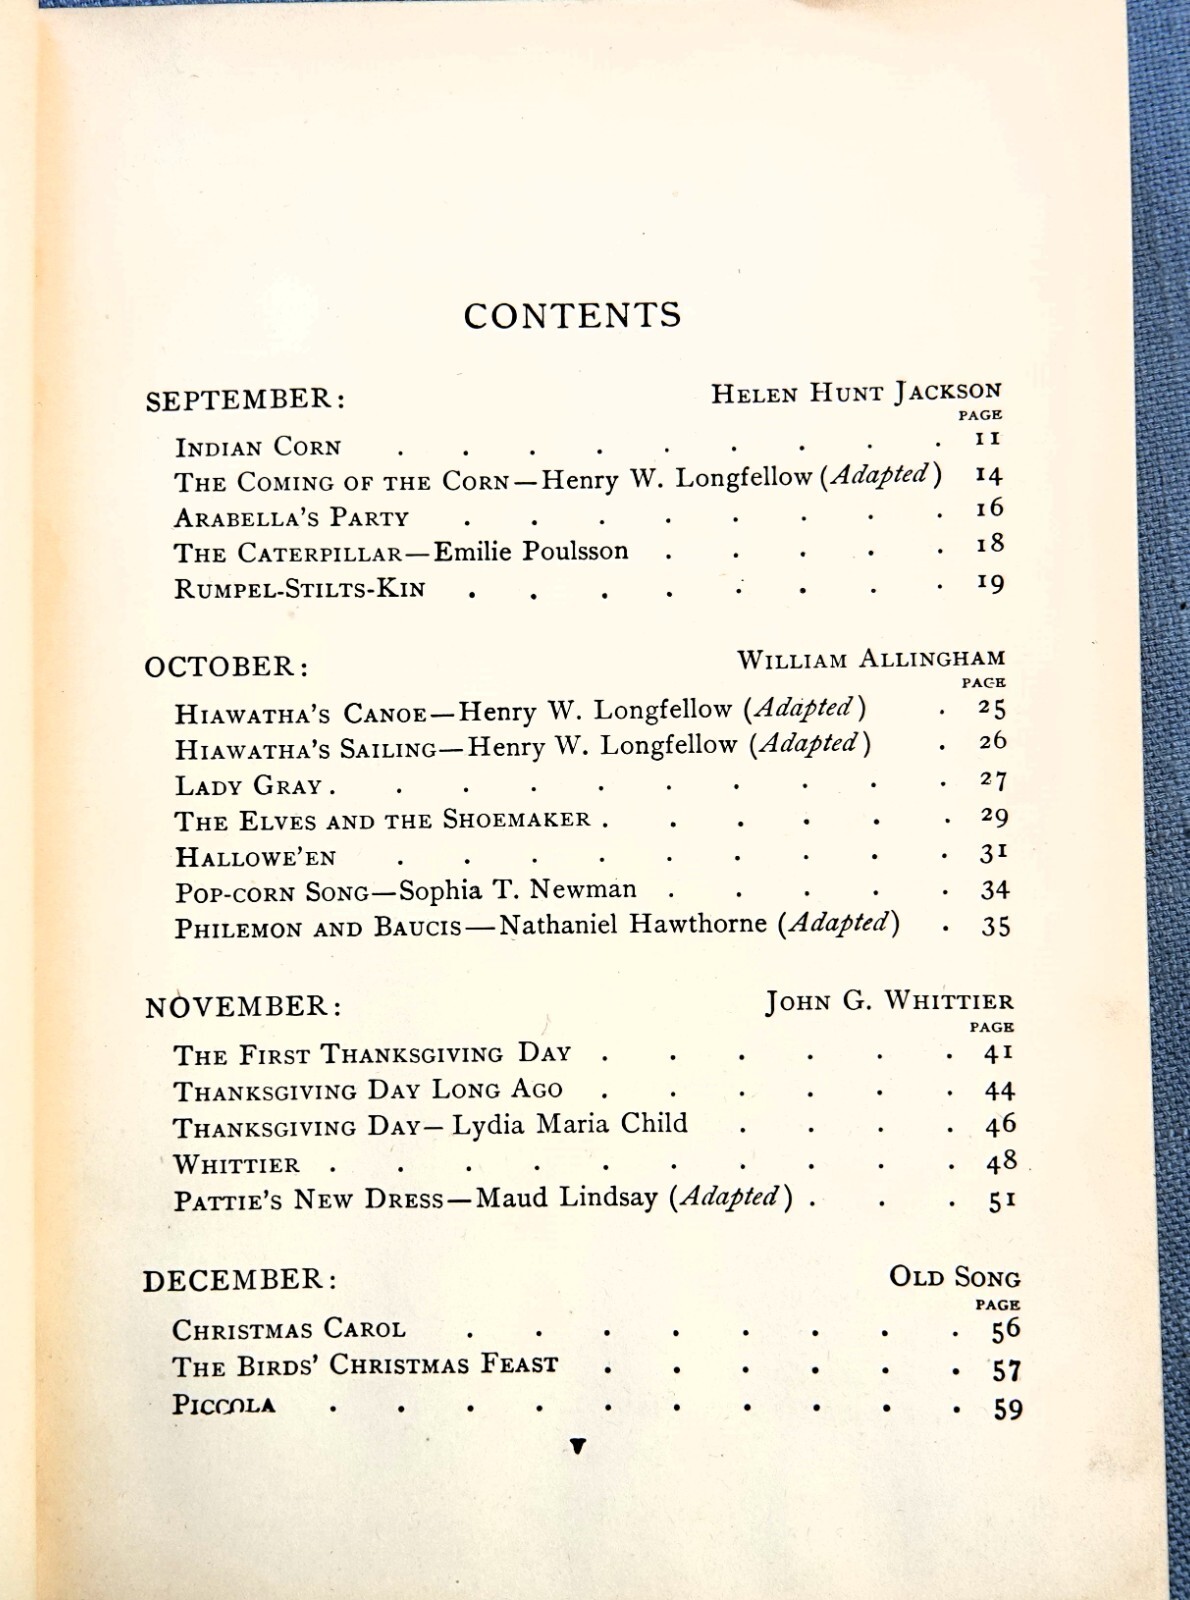 CONTENTS
SEPTEMBER: HELEN HUNT JACKSON
PAGE
INDIAN CORN . . . . . . . . . 11
THE COMING OF THE CORN—Henry W. Longfellow (Adapted) 14
ARABELLA'S PARTY . . . . . . . . 16
THE CATERPILLAR—Emilie Poulsson . . . . . 18
RUMPEL-STILTS-KIN . . . . . . . . 19
OCTOBER: WILLIAM ALLINGHAM
PAGE
HIAWATHA'S CANOE—Henry W. Longfellow (Adapted) . 25
HIAWATHA'S SAILING—Henry W. Longfellow (Adapted) . 26
LADY GRAY . . . . . . . . . . 27
THE ELVES AND THE SHOEMAKER . . . . . . 29
HALLOWE'EN . . . . . . . . . 31
POP-CORN SONG—Sophia T. Newman . . . . . 34
PHILEMON AND BAUCIS—Nathaniel Hawthorne (Adapted) . 35
NOVEMBER: JOHN G. WHITTIER
PAGE
THE FIRST THANKSGIVING DAY . . . . . . 41
THANKSGIVING DAY LONG AGO . . . . . . 44
THANKSGIVING DAY—Lydia Maria Child . . . . 46
WHITTIER . . . . . . . . . . 48
PATTIE'S NEW DRESS—Maud Lindsay (Adapted) . . . 51
DECEMBER: OLD SONG
PAGE
CHRISTMAS CAROL . . . . . . . . 56
THE BIRDS' CHRISTMAS FEAST . . . . . . 57
PICCOLA . . . . . . . . . . 59